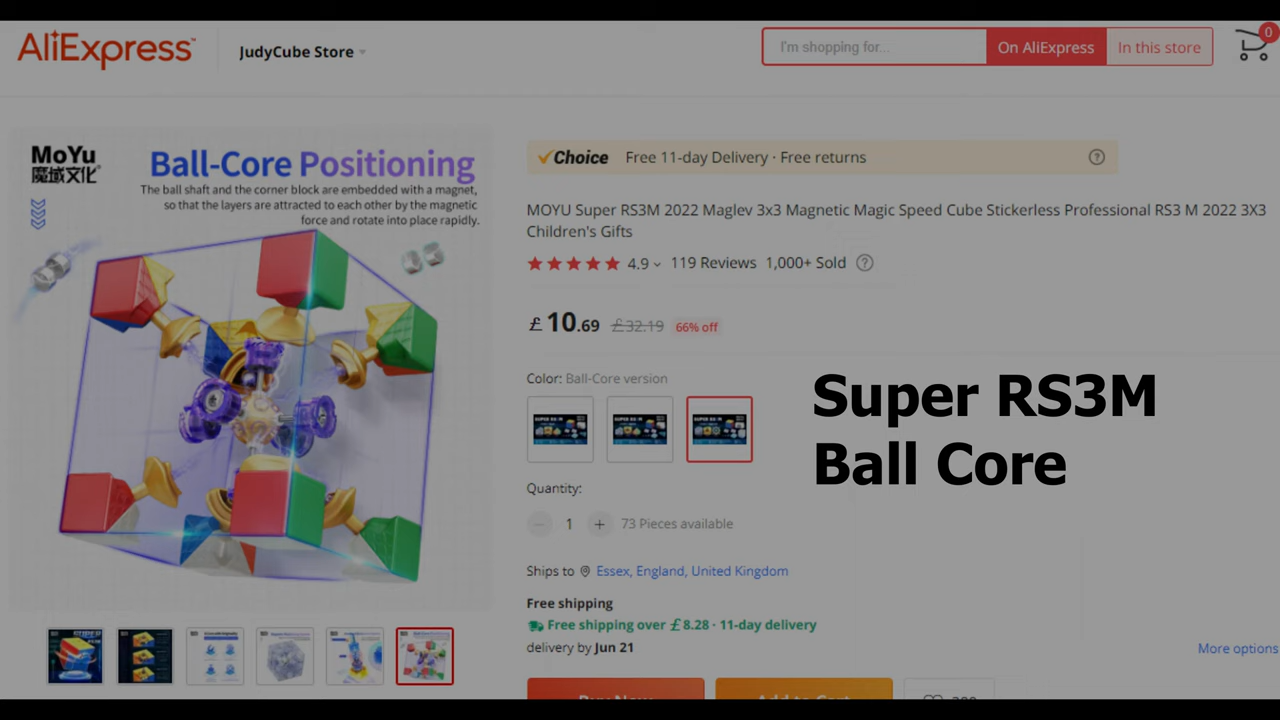 AliExpress™
JudyCube Store
I'm shopping for...
On AliExpress
In this store
0
MoYu
魔域文化
Ball-Core Positioning
The ball shaft and the corner block are embedded with a magnet,
so that the layers are attracted to each other by the magnetic
force and rotate into place rapidly.
Choice
Free 11-day Delivery · Free returns
MOYU Super RS3M 2022 Maglev 3x3 Magnetic Magic Speed Cube Stickerless Professional RS3 M 2022 3X3
Children's Gifts
4.9
119 Reviews
1,000+ Sold
£10.69
£32.19
66% off
Color: Ball-Core version
Super RS3M
Ball Core
Quantity:
1
73 Pieces available
Ships to
Essex, England, United Kingdom
Free shipping
Free shipping over £8.28 · 11-day delivery
delivery by Jun 21
More options
Buy Now
Add to Cart